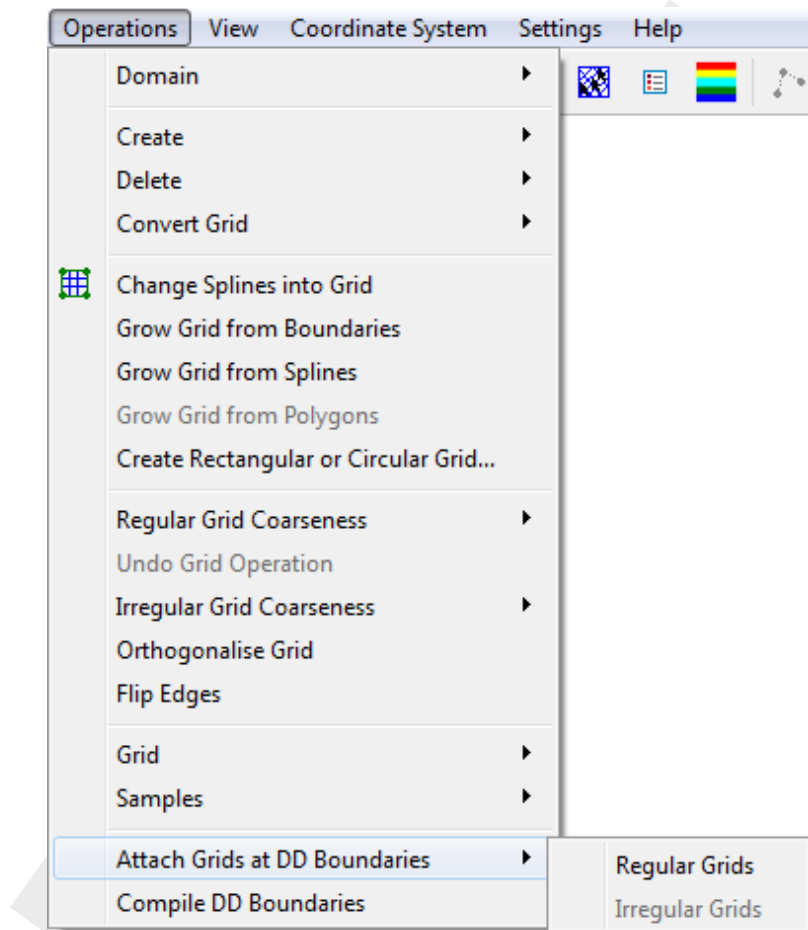 Operations View Coordinate System Settings Help
Domain
Create
Delete
Convert Grid
Change Splines into Grid
Grow Grid from Boundaries
Grow Grid from Splines
Grow Grid from Polygons
Create Rectangular or Circular Grid...
Regular Grid Coarseness
Undo Grid Operation
Irregular Grid Coarseness
Orthogonalise Grid
Flip Edges
Grid
Samples
Attach Grids at DD Boundaries
Regular Grids
Compile DD Boundaries
Irregular Grids